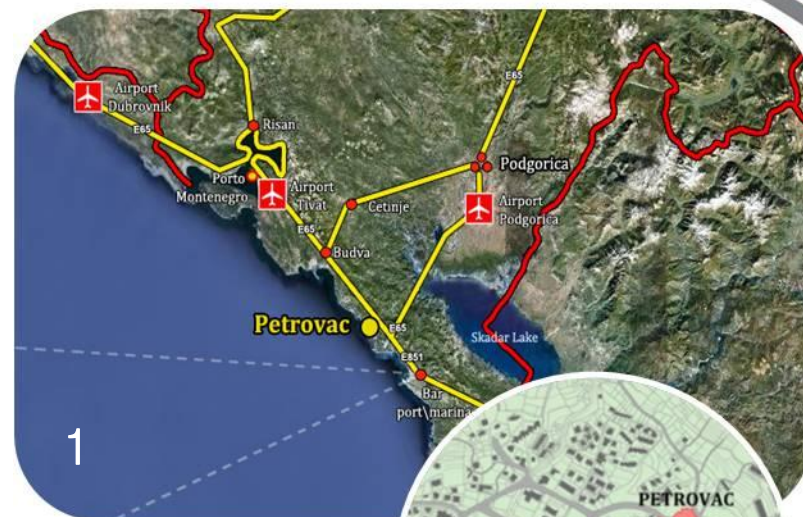 Airport
Dubrovnik
E65
E65
Risan
Porto
Montenegro
Airport
Tivat
Cetinje
Podgorica
Airport
Podgorica
E65
Budva
Petrovac
E65
Skadar Lake
E851
Bar
port\marina
1
PETROVAC